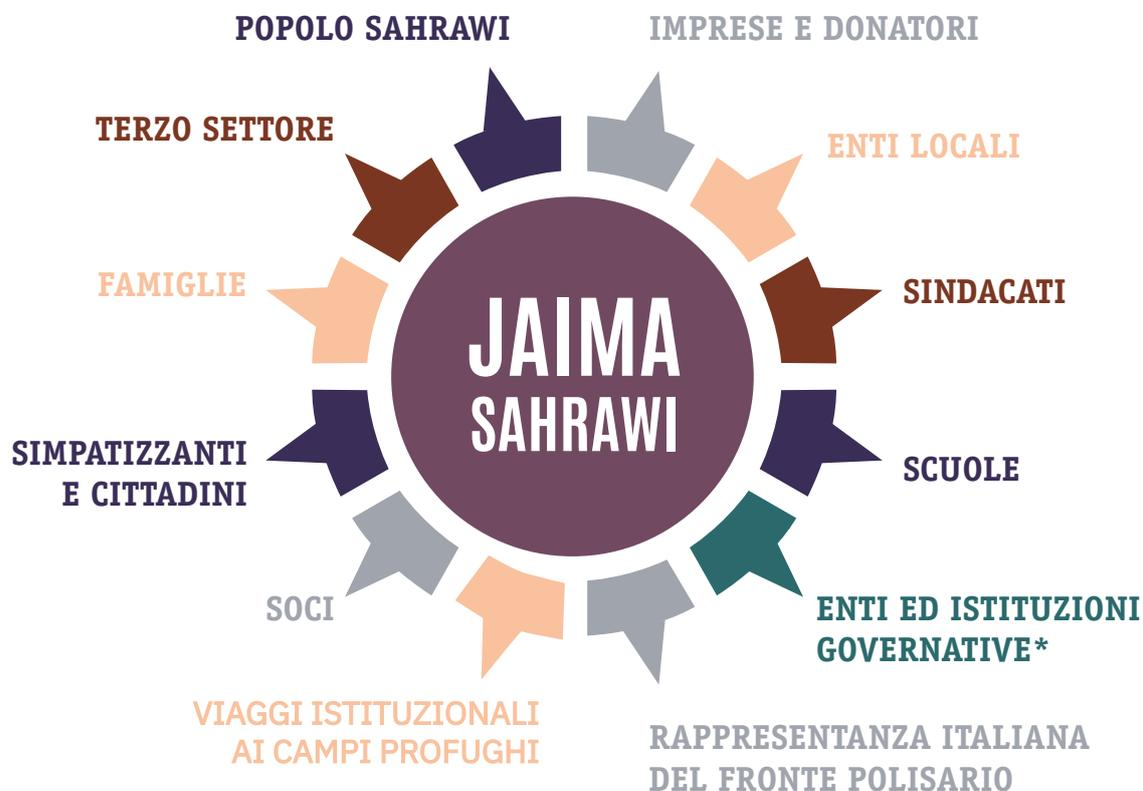 POPOLO SAHRAWI
IMPRESE E DONATORI
TERZO SETTORE
ENTI LOCALI
FAMIGLIE
SINDACATI
JAIMA
SAHRAWI
SIMPATIZZANTI
E CITTADINI
SCUOLE
SOCI
ENTI ED ISTITUZIONI
GOVERNATIVE*
VIAGGI ISTITUZIONALI
AI CAMPI PROFUGHI
RAPPRESENTANZA ITALIANA
DEL FRONTE POLISARIO